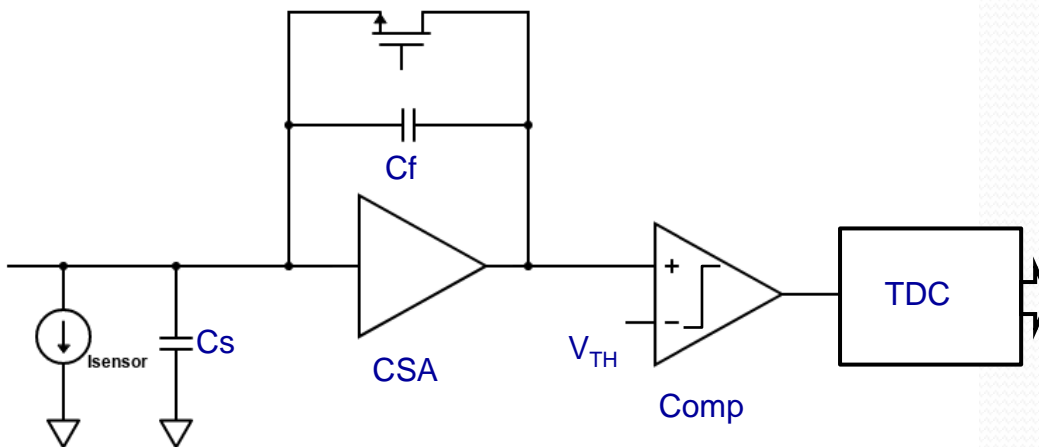 Cf
Isensor
Cs
CSA
+
−
V_TH
Comp
TDC